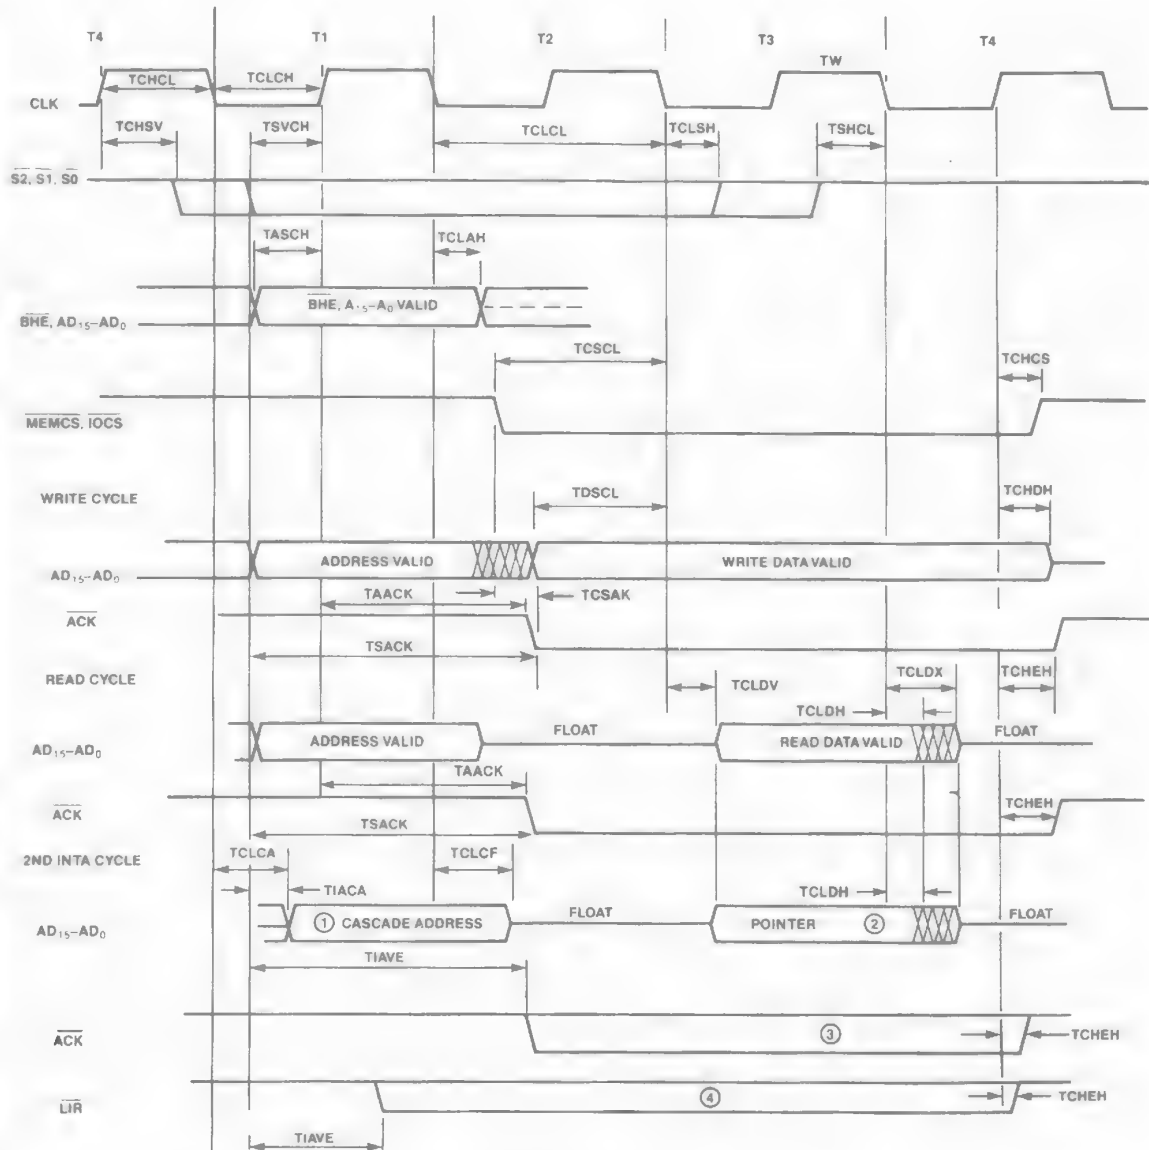 T4 T1 T2 T3 T4
TW
TCHCL TCLCH
CLK
TCHSV TSVCH TCLCL TCLSH TSHCL
S2, S1, S0
TASCH TCLAH
BHE, A15–A0 VALID
BHE, AD15–AD0
TCSCL TCHCS
MEMCS, IOCS
WRITE CYCLE TDSCL TCHDH
ADDRESS VALID WRITE DATA VALID
AD15–AD0
TAACK TCSAK
ACK
TSACK
READ CYCLE TCLDV TCLDX TCHEH
TCLDH
ADDRESS VALID FLOAT READ DATA VALID FLOAT
AD15–AD0
TAACK
ACK TCHEH
TSACK
2ND INTA CYCLE TCLCA TCLCF
TIACA TCLDH
AD15–AD0 1 CASCADE ADDRESS FLOAT POINTER 2 FLOAT
TIAVE
ACK 3 TCHEH
LIR 4 TCHEH
TIAVE